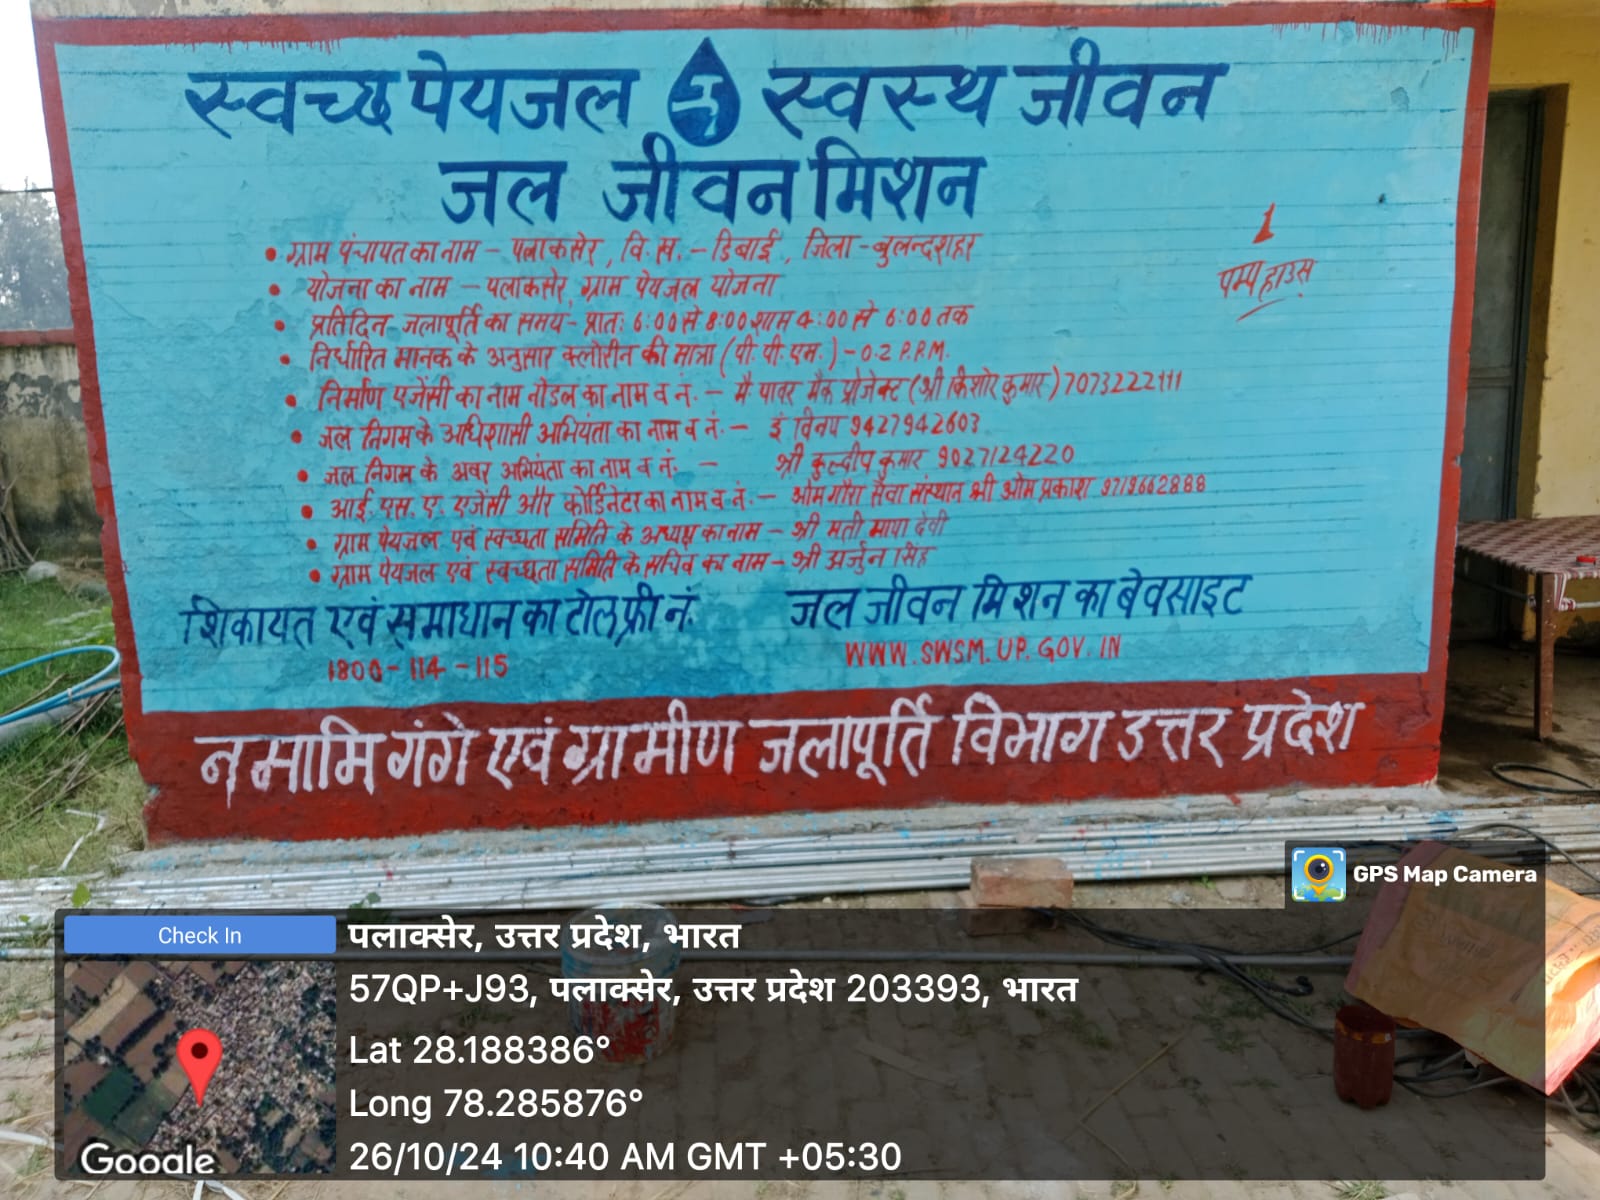 स्वच्छ पेयजल स्वस्थ जीवन
जल जीवन मिशन
1
पम्प हाउस
• ग्राम पंचायत का नाम – पलाकसेर, वि. स. – डिबाई, जिला – बुलन्दशहर
• योजना का नाम – पलाकसेर, ग्राम पेयजल योजना
• प्रतिदिन जलापूर्ति का समय- प्रातः 6:00 से 8:00 शाम 4:00 से 6:00 तक
• निर्धारित मानक के अनुसार क्लोरीन की मात्रा (पी. पी. एम.) – 0.2 P.P.M.
• निर्माण एजेंसी का नाम नोडल का नाम व नं. – मै. पावर मैक प्रोजेक्ट (श्री किशोर कुमार) 7073222111
• जल निगम के अधिशासी अभियंता का नाम व नं. – इं विनय 9427942603
• जल निगम के अवर अभियंता का नाम व नं. – श्री कुल्दीप कुमार 9027124220
• आई. एस. ए. एजेंसी और कोर्डिनेटर का नाम व नं. – ओम गौरा सेवा संस्थान श्री ओम प्रकाश 9719662888
• ग्राम पेयजल एवं स्वच्छता समिति के अध्यक्ष का नाम – श्री मती माया देवी
• ग्राम पेयजल एवं स्वच्छता समिति के सचिव का नाम – श्री अर्जुन सिंह
शिकायत एवं समाधान का टोल फ्री नं. जल जीवन मिशन का बेवसाइट
1800-114-115 WWW.SWSM.UP.GOV.IN
नमामि गंगे एवं ग्रामीण जलापूर्ति विभाग उत्तर प्रदेश
GPS Map Camera
Check In
पलाक्सेर, उत्तर प्रदेश, भारत
57QP+J93, पलाक्सेर, उत्तर प्रदेश 203393, भारत
Lat 28.188386°
Long 78.285876°
26/10/24 10:40 AM GMT +05:30
Google